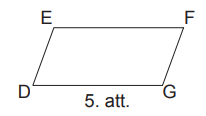 E F
D G
5. att.